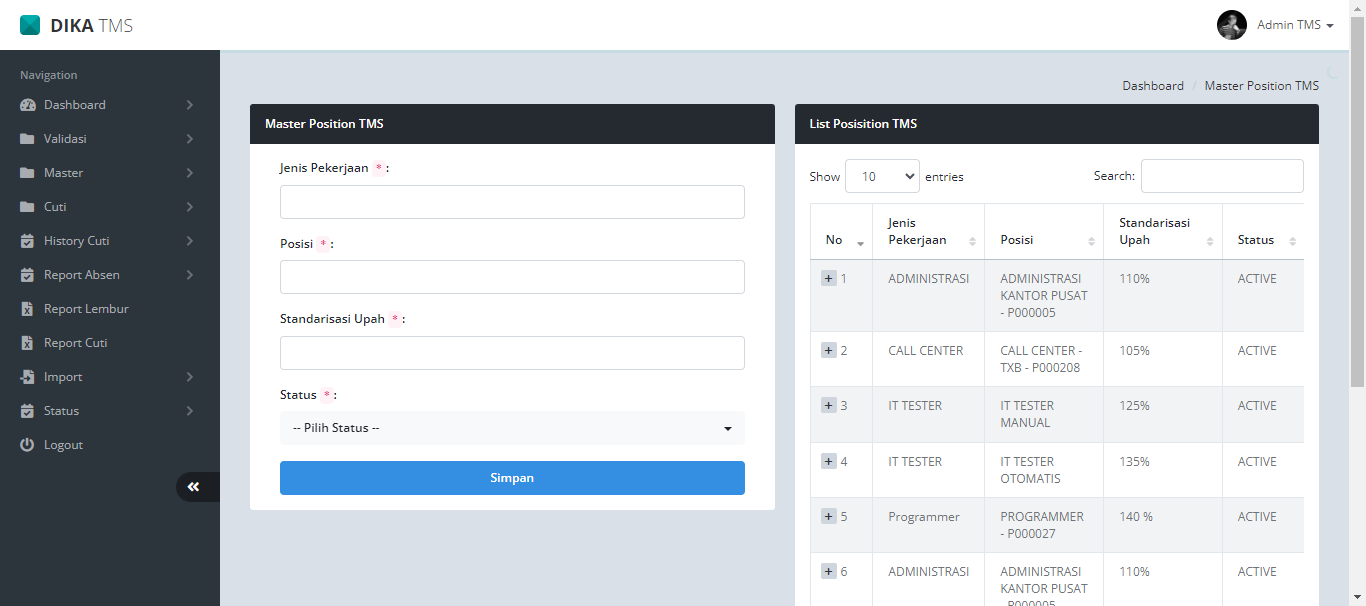 DIKA TMS
Admin TMS
Navigation
Dashboard
Validasi
Master
Cuti
History Cuti
Report Absen
Report Lembur
Report Cuti
Import
Status
Logout
Dashboard / Master Position TMS
Master Position TMS
Jenis Pekerjaan * :
Posisi * :
Standarisasi Upah * :
Status * :
-- Pilih Status --
Simpan
List Posisition TMS
Show 10 entries
Search:
No
Jenis
Pekerjaan
Posisi
Standarisasi
Upah
Status
+ 1
ADMINISTRASI
ADMINISTRASI
KANTOR PUSAT
- P000005
110%
ACTIVE
+ 2
CALL CENTER
CALL CENTER -
TXB - P000208
105%
ACTIVE
+ 3
IT TESTER
IT TESTER
MANUAL
125%
ACTIVE
+ 4
IT TESTER
IT TESTER
OTOMATIS
135%
ACTIVE
+ 5
Programmer
PROGRAMMER
- P000027
140 %
ACTIVE
+ 6
ADMINISTRASI
ADMINISTRASI
KANTOR PUSAT
- P000005
110%
ACTIVE